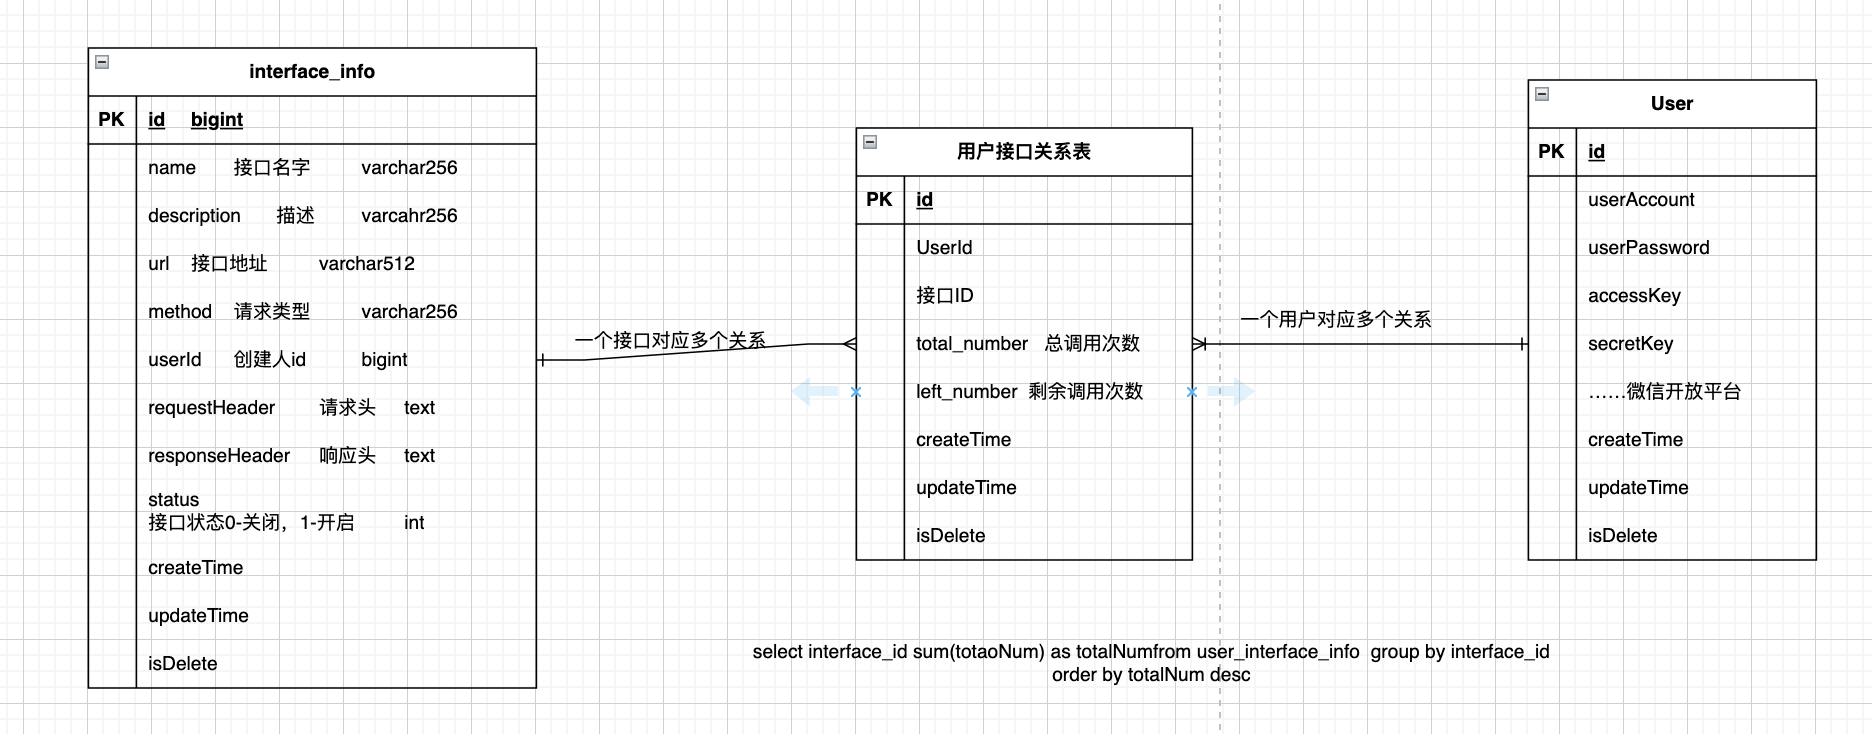 interface_info
PK id bigint
name 接口名字 varchar256
description 描述 varcahr256
url 接口地址 varchar512
method 请求类型 varchar256
userId 创建人id bigint
requestHeader 请求头 text
responseHeader 响应头 text
status
接口状态0-关闭，1-开启 int
createTime
updateTime
isDelete
一个接口对应多个关系
用户接口关系表
PK id
UserId
接口ID
total_number 总调用次数
left_number 剩余调用次数
createTime
updateTime
isDelete
一个用户对应多个关系
User
PK id
userAccount
userPassword
accessKey
secretKey
……微信开放平台
createTime
updateTime
isDelete
select interface_id sum(totaoNum) as totalNumfrom user_interface_info group by interface_id
order by totalNum desc